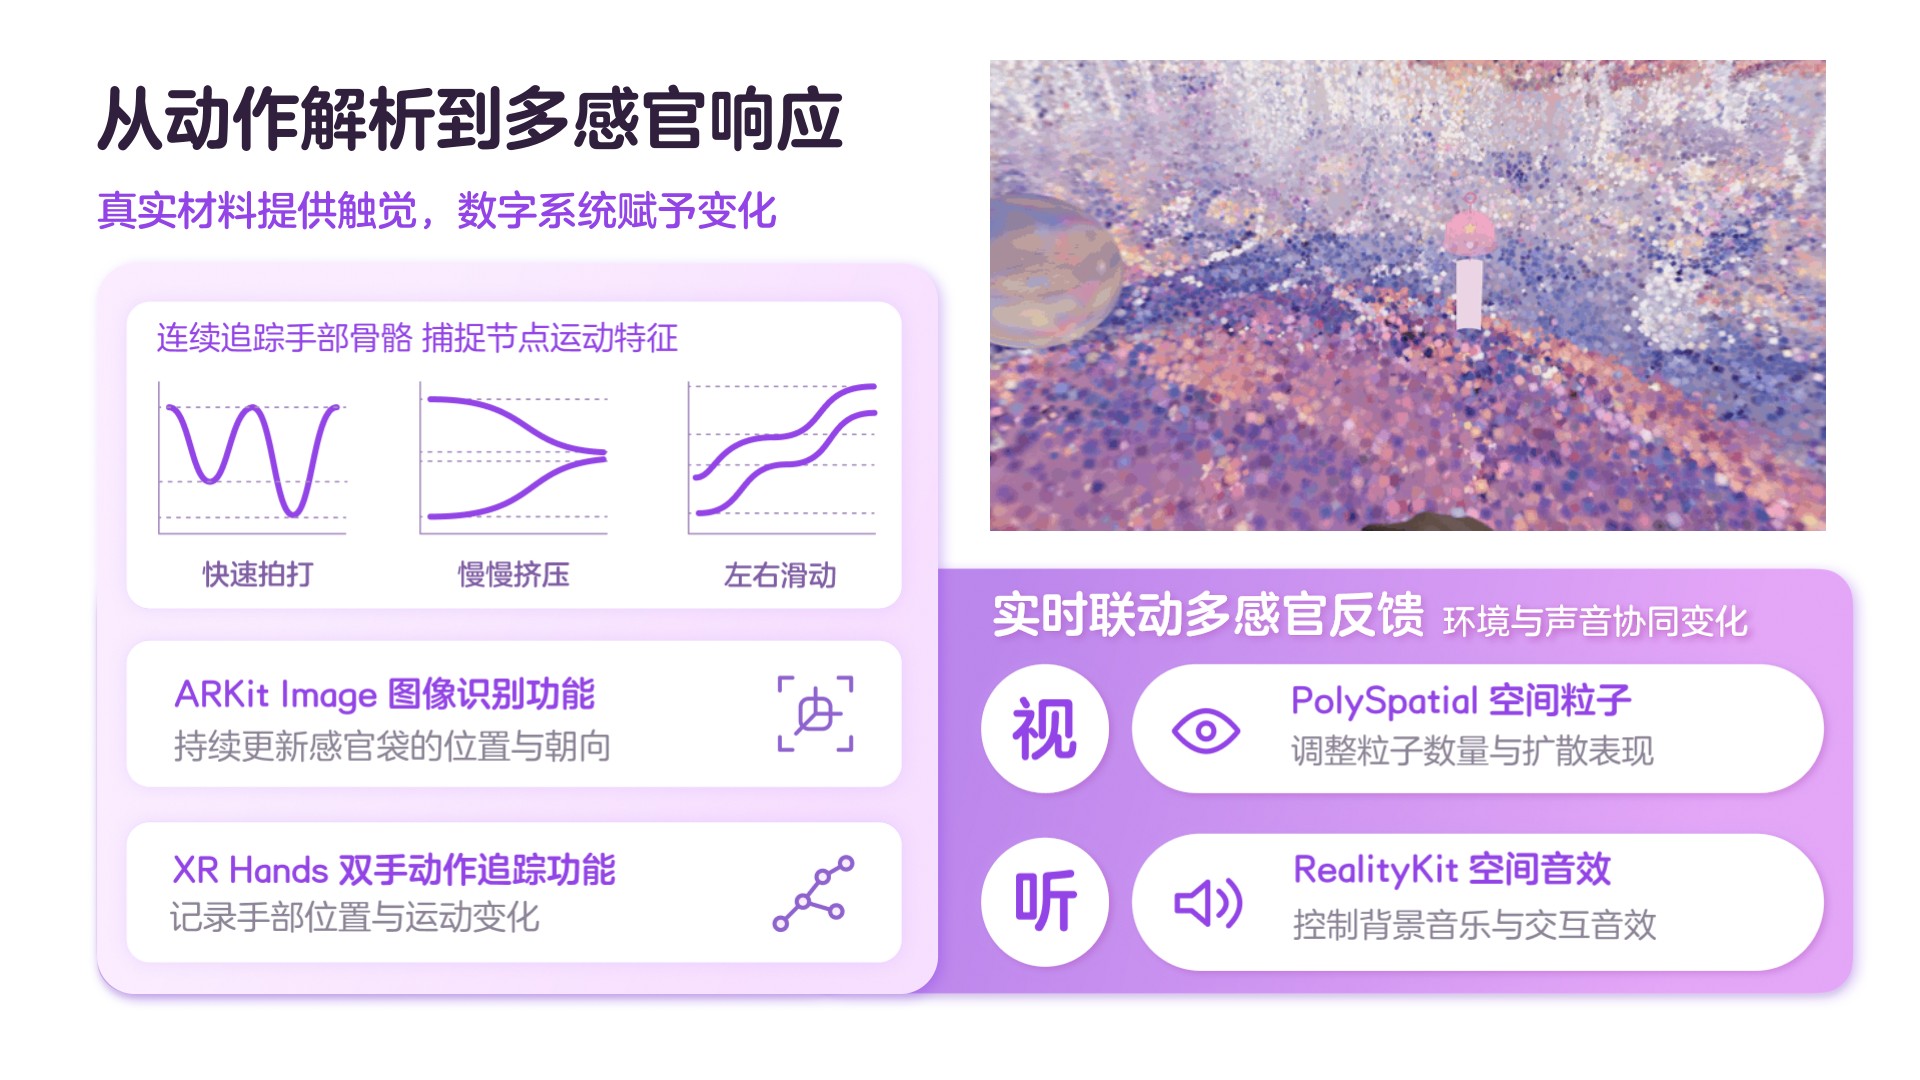 从动作解析到多感官响应
真实材料提供触觉，数字系统赋予变化
连续追踪手部骨骼 捕捉节点运动特征
快速拍打
慢慢挤压
左右滑动
ARKit Image 图像识别功能
持续更新感官袋的位置与朝向
XR Hands 双手动作追踪功能
记录手部位置与运动变化
实时联动多感官反馈 环境与声音协同变化
视
PolySpatial 空间粒子
调整粒子数量与扩散表现
听
RealityKit 空间音效
控制背景音乐与交互音效